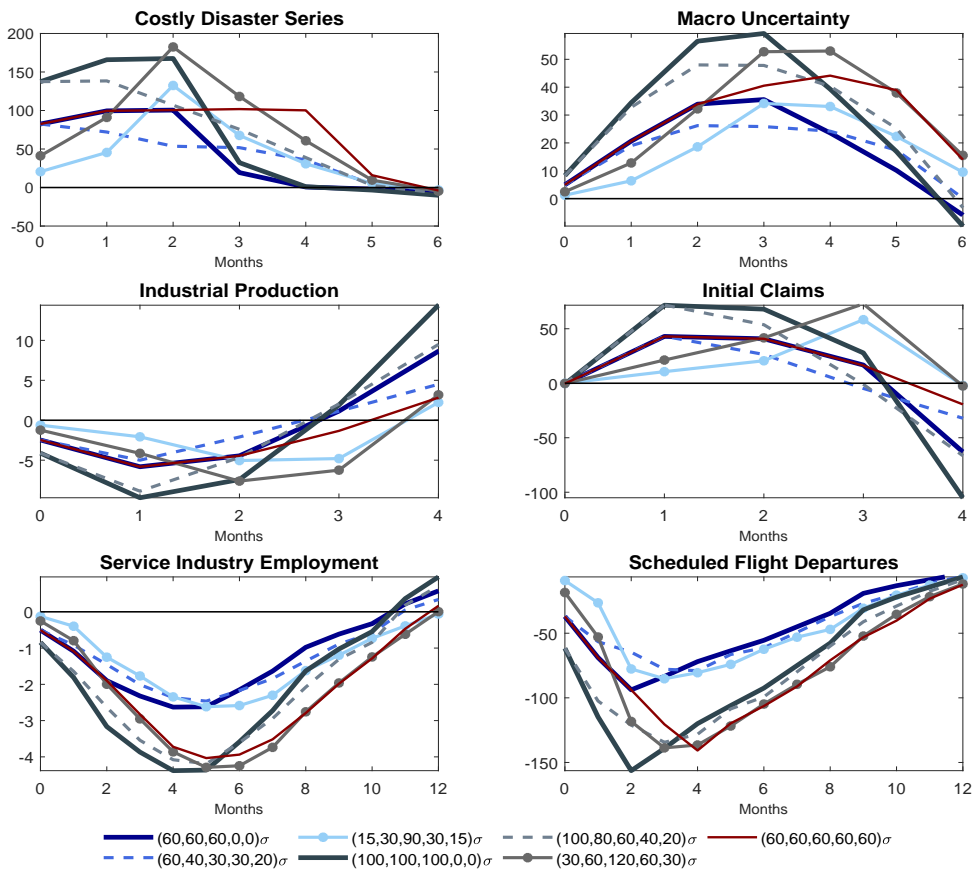 Costly Disaster Series
200
150
100
50
0
-50
0 1 2 3 4 5 6
Months
Macro Uncertainty
50
40
30
20
10
0
0 1 2 3 4 5 6
Months
Industrial Production
10
5
0
-5
0 1 2 3 4
Months
Initial Claims
50
0
-50
-100
0 1 2 3 4
Months
Service Industry Employment
0
-1
-2
-3
-4
0 2 4 6 8 10 12
Months
Scheduled Flight Departures
-50
-100
-150
0 2 4 6 8 10 12
Months
(60,60,60,0,0)σ (15,30,90,30,15)σ (100,80,60,40,20)σ (60,60,60,60,60)σ
(60,40,30,30,20)σ (100,100,100,0,0)σ (30,60,120,60,30)σ